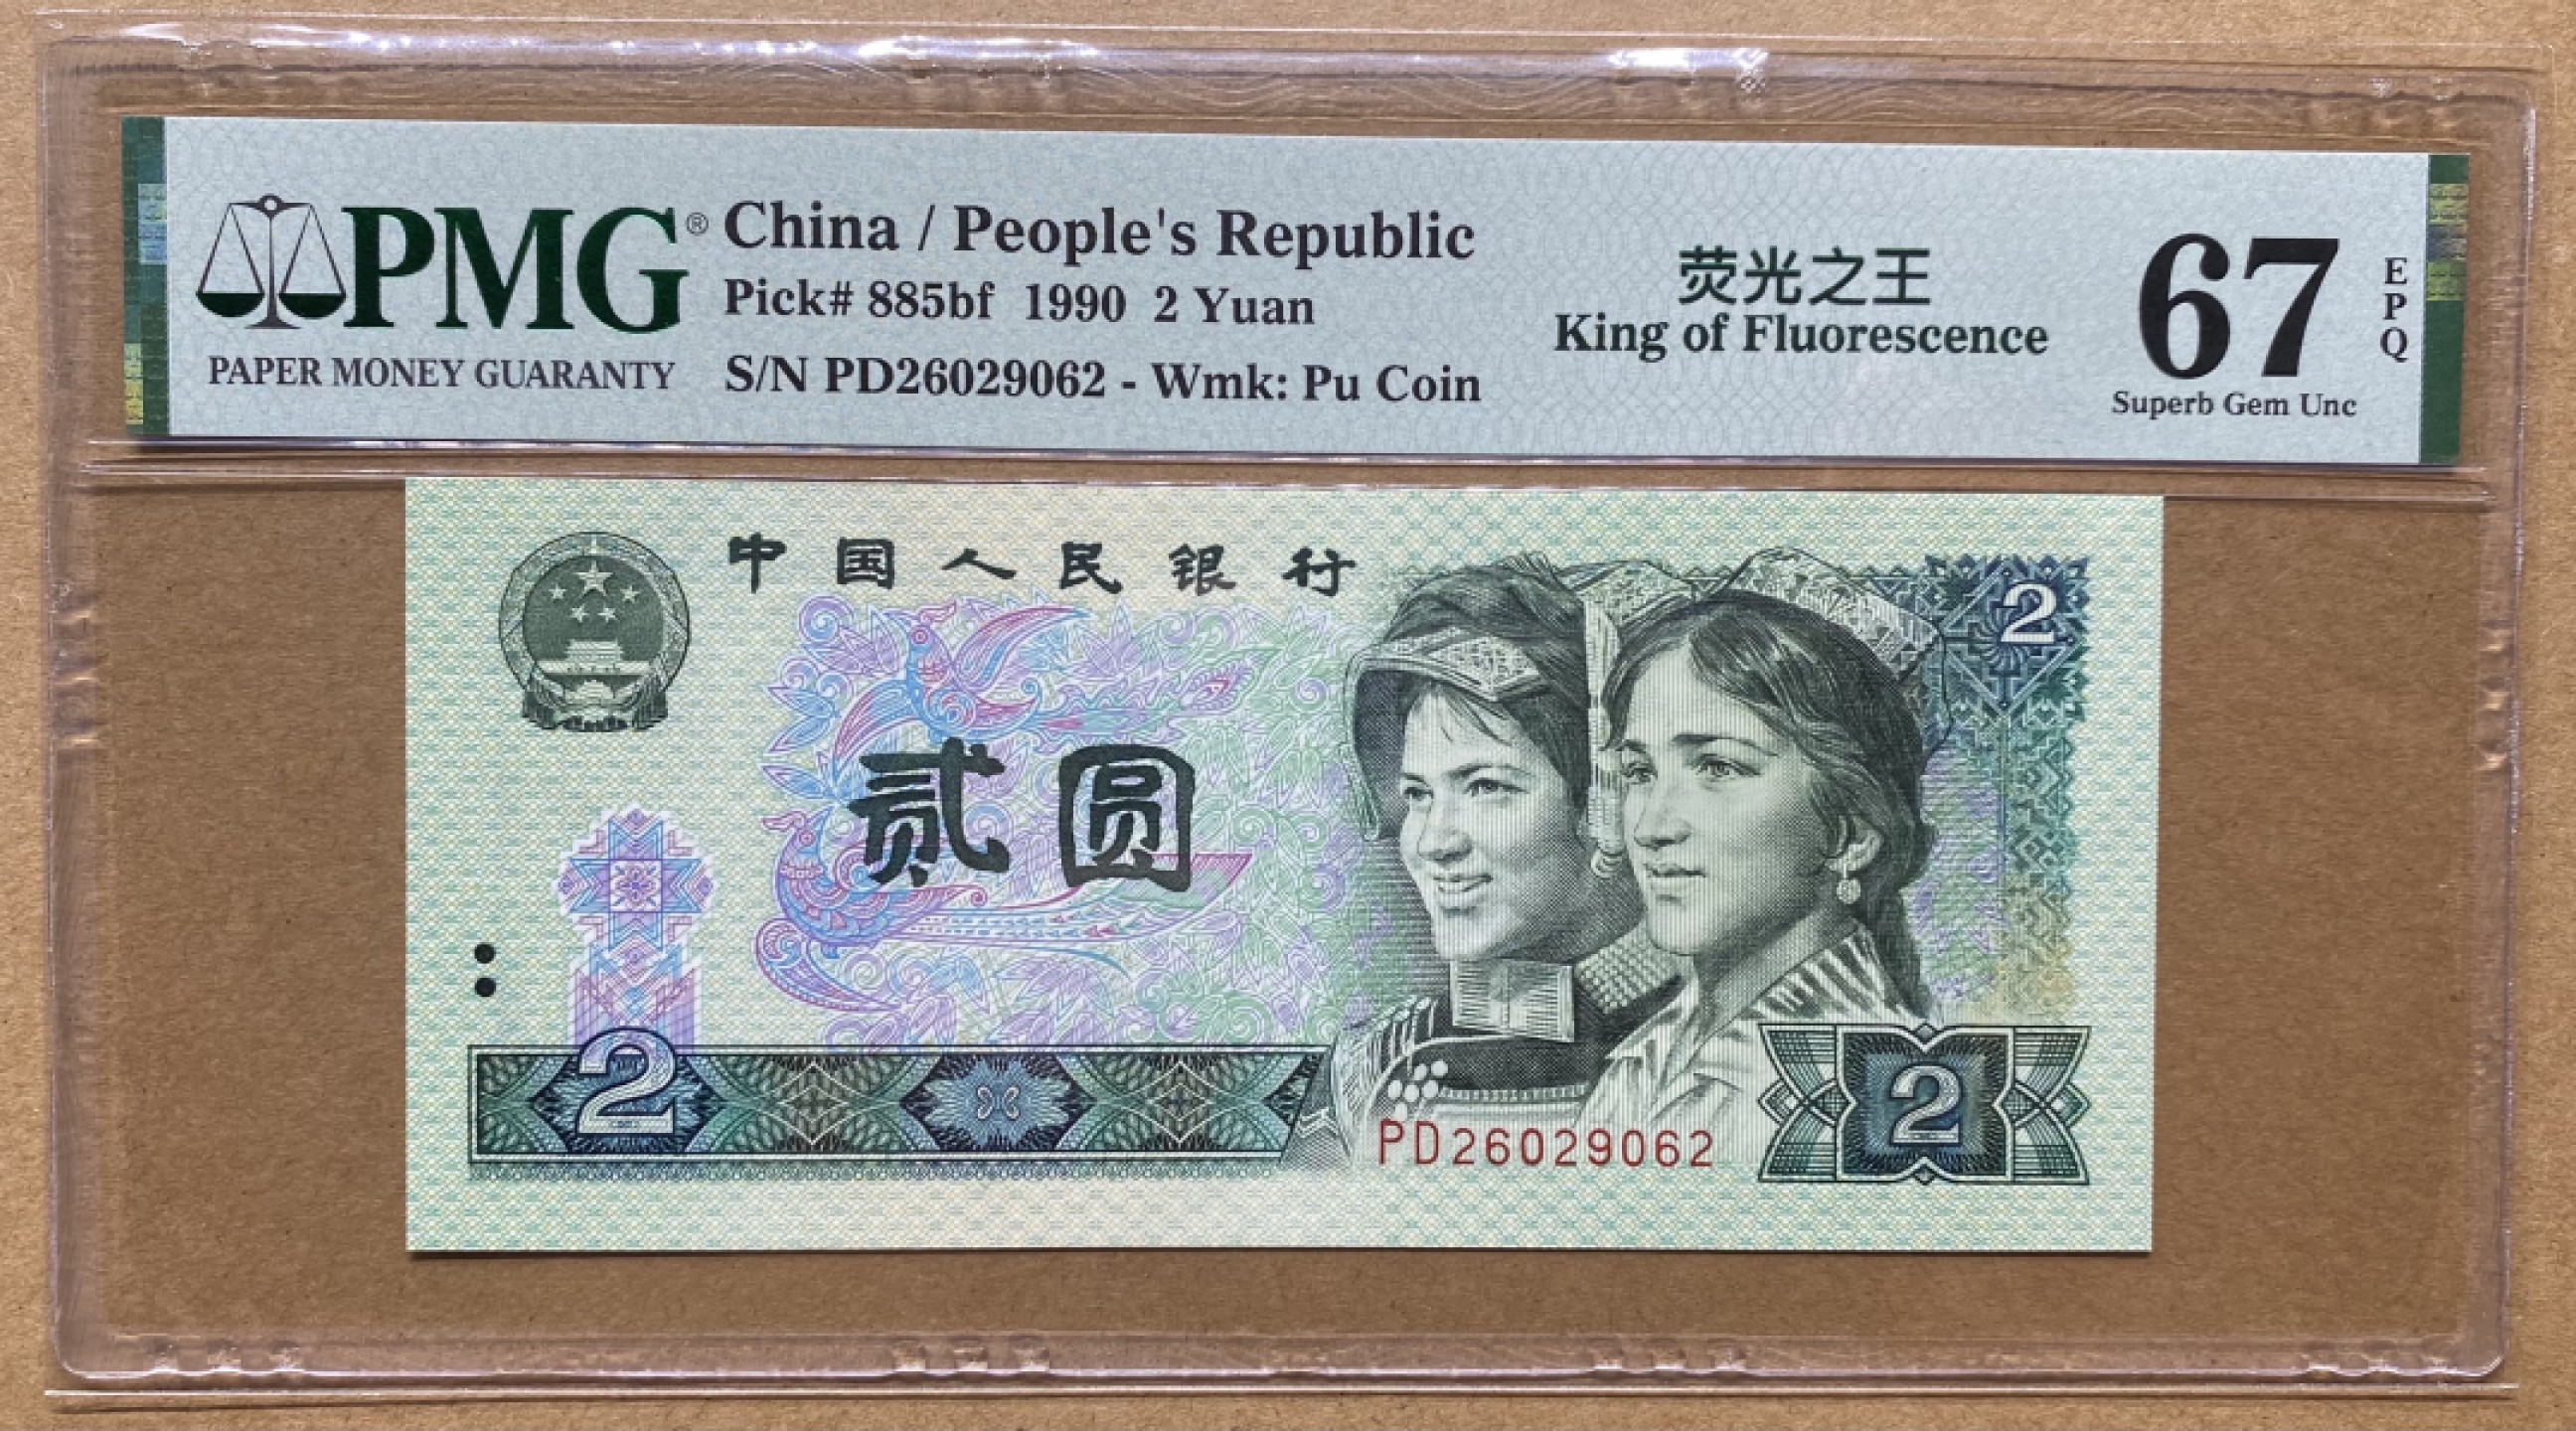 PMG®
PAPER MONEY GUARANTY
China / People's Republic
Pick# 885bf 1990 2 Yuan
S/N PD26029062 - Wmk: Pu Coin
荧光之王
King of Fluorescence
67
EPQ
Superb Gem Unc
中国人民银行
2
贰圆
2
PD26029062
2